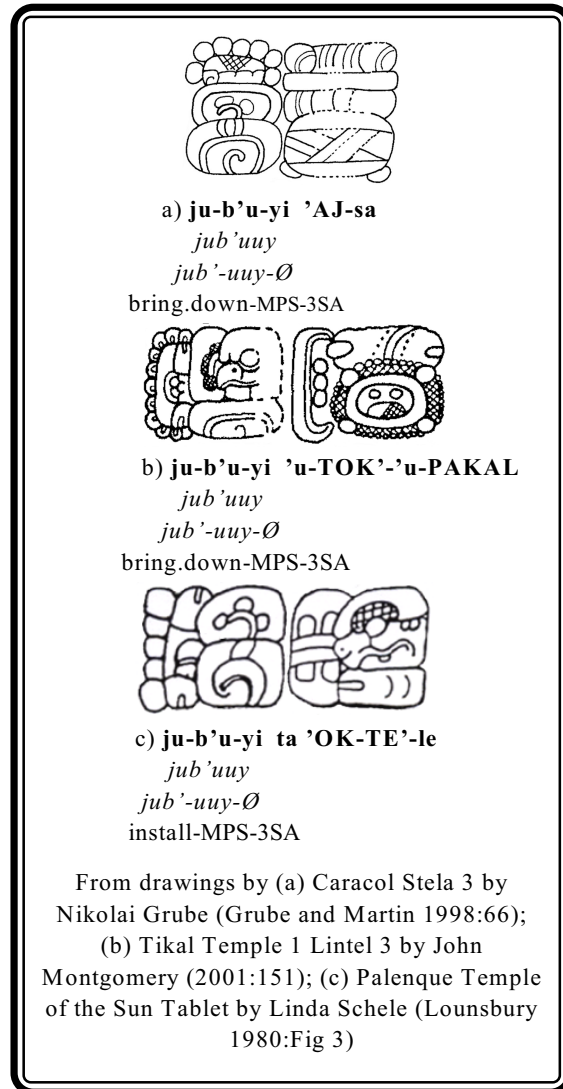 a) ju-b’u-yi ’AJ-sa
jub’uuy
jub’-uuy-Ø
bring.down-MPS-3SA
b) ju-b’u-yi ’u-TOK’-’u-PAKAL
jub’uuy
jub’-uuy-Ø
bring.down-MPS-3SA
c) ju-b’u-yi ta ’OK-TE’-le
jub’uuy
jub’-uuy-Ø
install-MPS-3SA
From drawings by (a) Caracol Stela 3 by
Nikolai Grube (Grube and Martin 1998:66);
(b) Tikal Temple 1 Lintel 3 by John
Montgomery (2001:151); (c) Palenque Temple
of the Sun Tablet by Linda Schele (Lounsbury
1980:Fig 3)